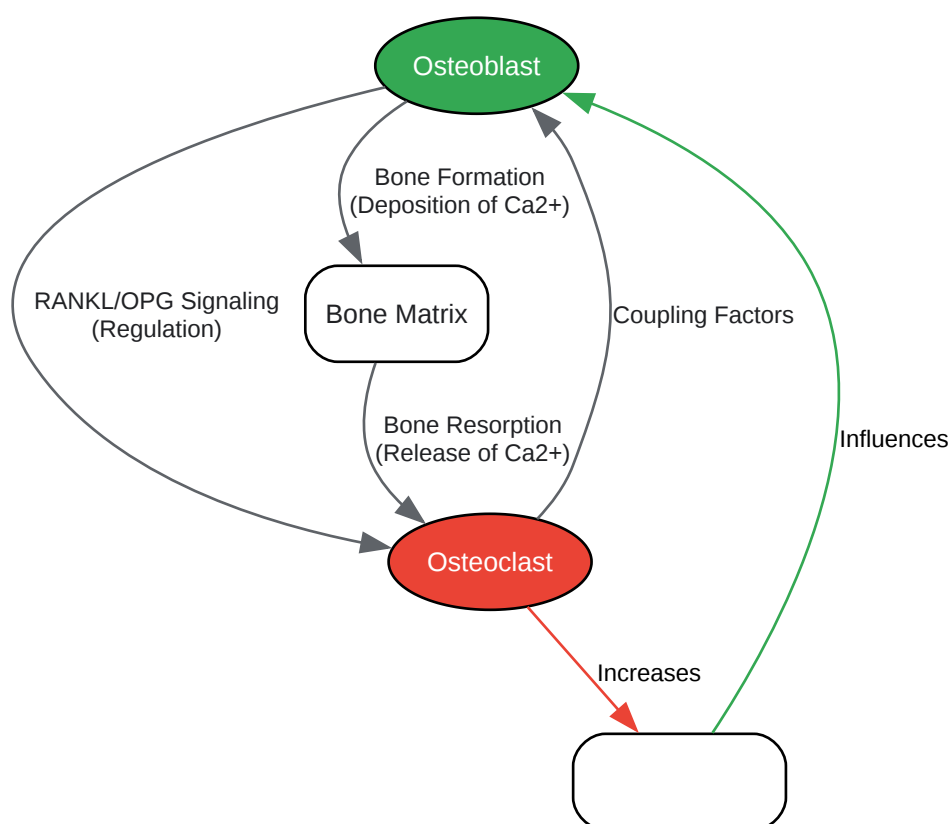 Osteoblast
Bone Formation
(Deposition of Ca2+)
RANKL/OPG Signaling
(Regulation)
Bone Matrix
Coupling Factors
Bone Resorption
(Release of Ca2+)
Influences
Osteoclast
Increases